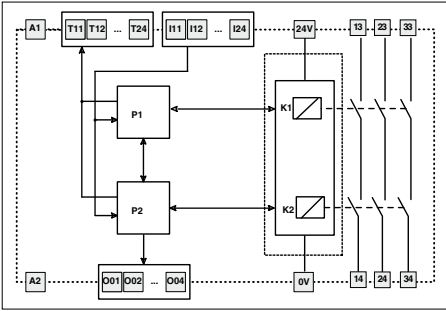 A1 T11 T12 ... T24 I11 I12 ... I24 24V 13 23 33
P1 K1
P2 K2
A2 O01 O02 ... O04 0V 14 24 34